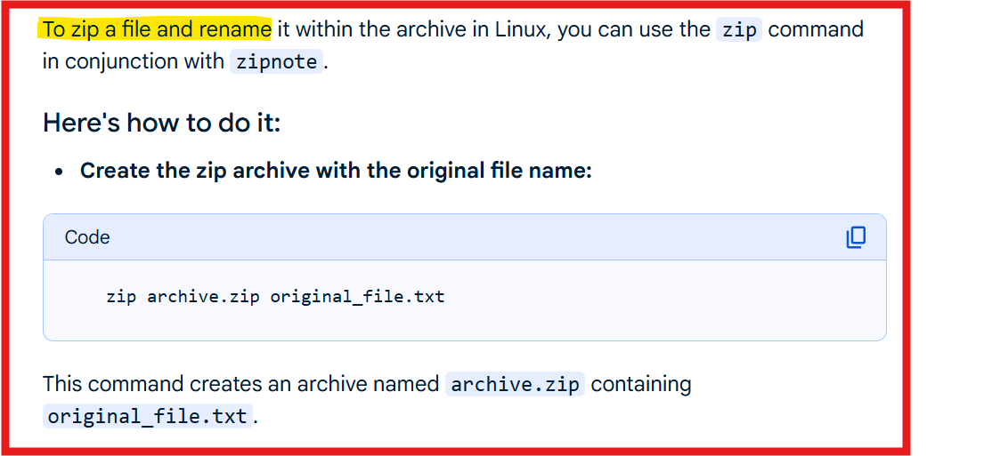 To zip a file and rename it within the archive in Linux, you can use the zip command
in conjunction with zipnote.
Here's how to do it:
• Create the zip archive with the original file name:
Code
zip archive.zip original_file.txt
This command creates an archive named archive.zip containing
original_file.txt.